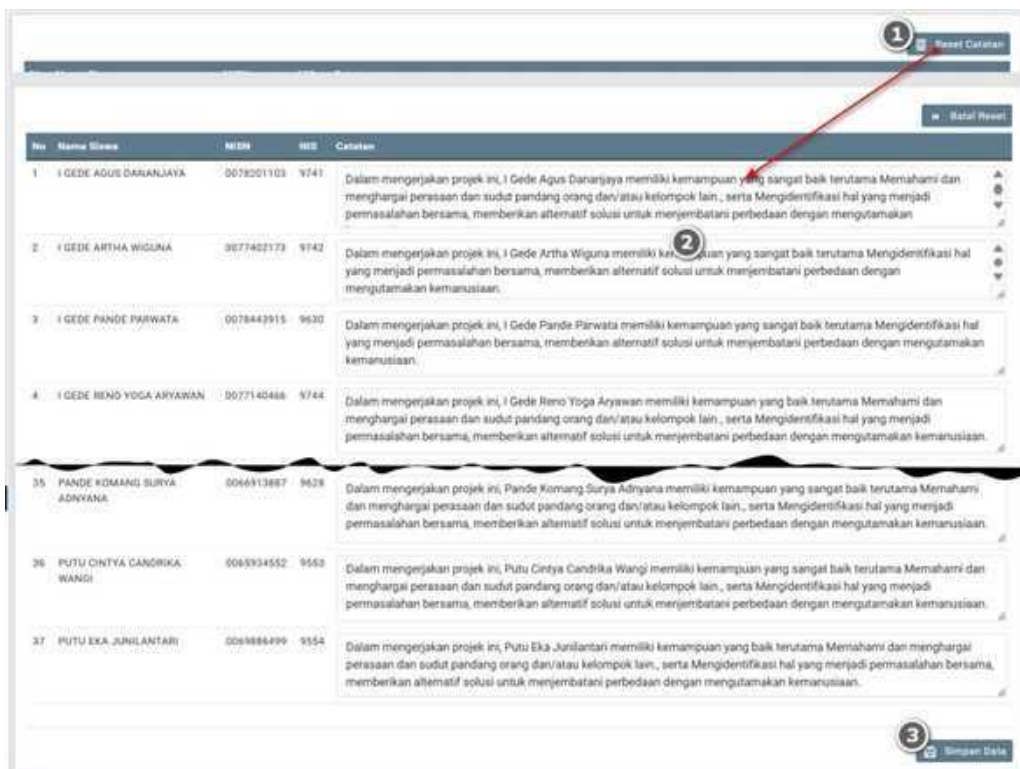 1
Reset Catatan
Batal Reset
No Nama Siswa NISN NIS Catatan
1 I GEDE AGUS DANANJAYA 0078201103 9741 Dalam mengerjakan projek ini, I Gede Agus Dananjaya memiliki kemampuan yang sangat baik terutama Memahami dan
menghargai perasaan dan sudut pandang orang dan/atau kelompok lain., serta Mengidentifikasi hal yang menjadi
permasalahan bersama, memberikan alternatif solusi untuk menjembatani perbedaan dengan mengutamakan
2
2 I GEDE ARTHA WIGUNA 0077402173 9742 Dalam mengerjakan projek ini, I Gede Artha Wiguna memiliki kemampuan yang sangat baik terutama Mengidentifikasi hal
yang menjadi permasalahan bersama, memberikan alternatif solusi untuk menjembatani perbedaan dengan
mengutamakan kemanusiaan.
3 I GEDE PANDE PARWATA 0078443915 9630 Dalam mengerjakan projek ini, I Gede Pande Parwata memiliki kemampuan yang sangat baik terutama Mengidentifikasi hal
yang menjadi permasalahan bersama, memberikan alternatif solusi untuk menjembatani perbedaan dengan mengutamakan
kemanusiaan.
4 I GEDE RENO YOGA ARYAWAN 0077140466 9744 Dalam mengerjakan projek ini, I Gede Reno Yoga Aryawan memiliki kemampuan yang baik terutama Memahami dan
menghargai perasaan dan sudut pandang orang dan/atau kelompok lain., serta Mengidentifikasi hal yang menjadi
permasalahan bersama, memberikan alternatif solusi untuk menjembatani perbedaan dengan mengutamakan kemanusiaan.
35 PANDE KOMANG SURYA 0066913887 9628 Dalam mengerjakan projek ini, Pande Komang Surya Adnyana memiliki kemampuan yang sangat baik terutama Memahami
ADNYANA dan menghargai perasaan dan sudut pandang orang dan/atau kelompok lain., serta Mengidentifikasi hal yang menjadi
permasalahan bersama, memberikan alternatif solusi untuk menjembatani perbedaan dengan mengutamakan kemanusiaan.
36 PUTU CINTYA CANDRIKA 0065934552 9553 Dalam mengerjakan projek ini, Putu Cintya Candrika Wangi memiliki kemampuan yang sangat baik terutama Memahami dan
WANGI menghargai perasaan dan sudut pandang orang dan/atau kelompok lain., serta Mengidentifikasi hal yang menjadi
permasalahan bersama, memberikan alternatif solusi untuk menjembatani perbedaan dengan mengutamakan kemanusiaan.
37 PUTU EKA JUNILANTARI 0069886499 9554 Dalam mengerjakan projek ini, Putu Eka Junilantari memiliki kemampuan yang baik terutama Memahami dan menghargai
perasaan dan sudut pandang orang dan/atau kelompok lain., serta Mengidentifikasi hal yang menjadi permasalahan bersama,
memberikan alternatif solusi untuk menjembatani perbedaan dengan mengutamakan kemanusiaan.
3
Simpan Data